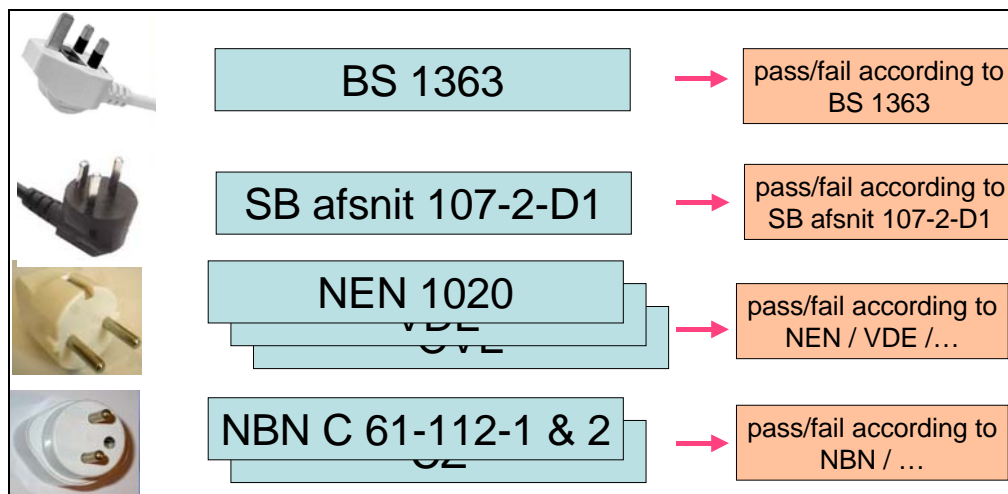 BS 1363
pass/fail according to
BS 1363
SB afsnit 107-2-D1
pass/fail according to
SB afsnit 107-2-D1
NEN 1020
VDE
pass/fail according to
NEN / VDE /…
NBN C 61-112-1 & 2
pass/fail according to
NBN / …